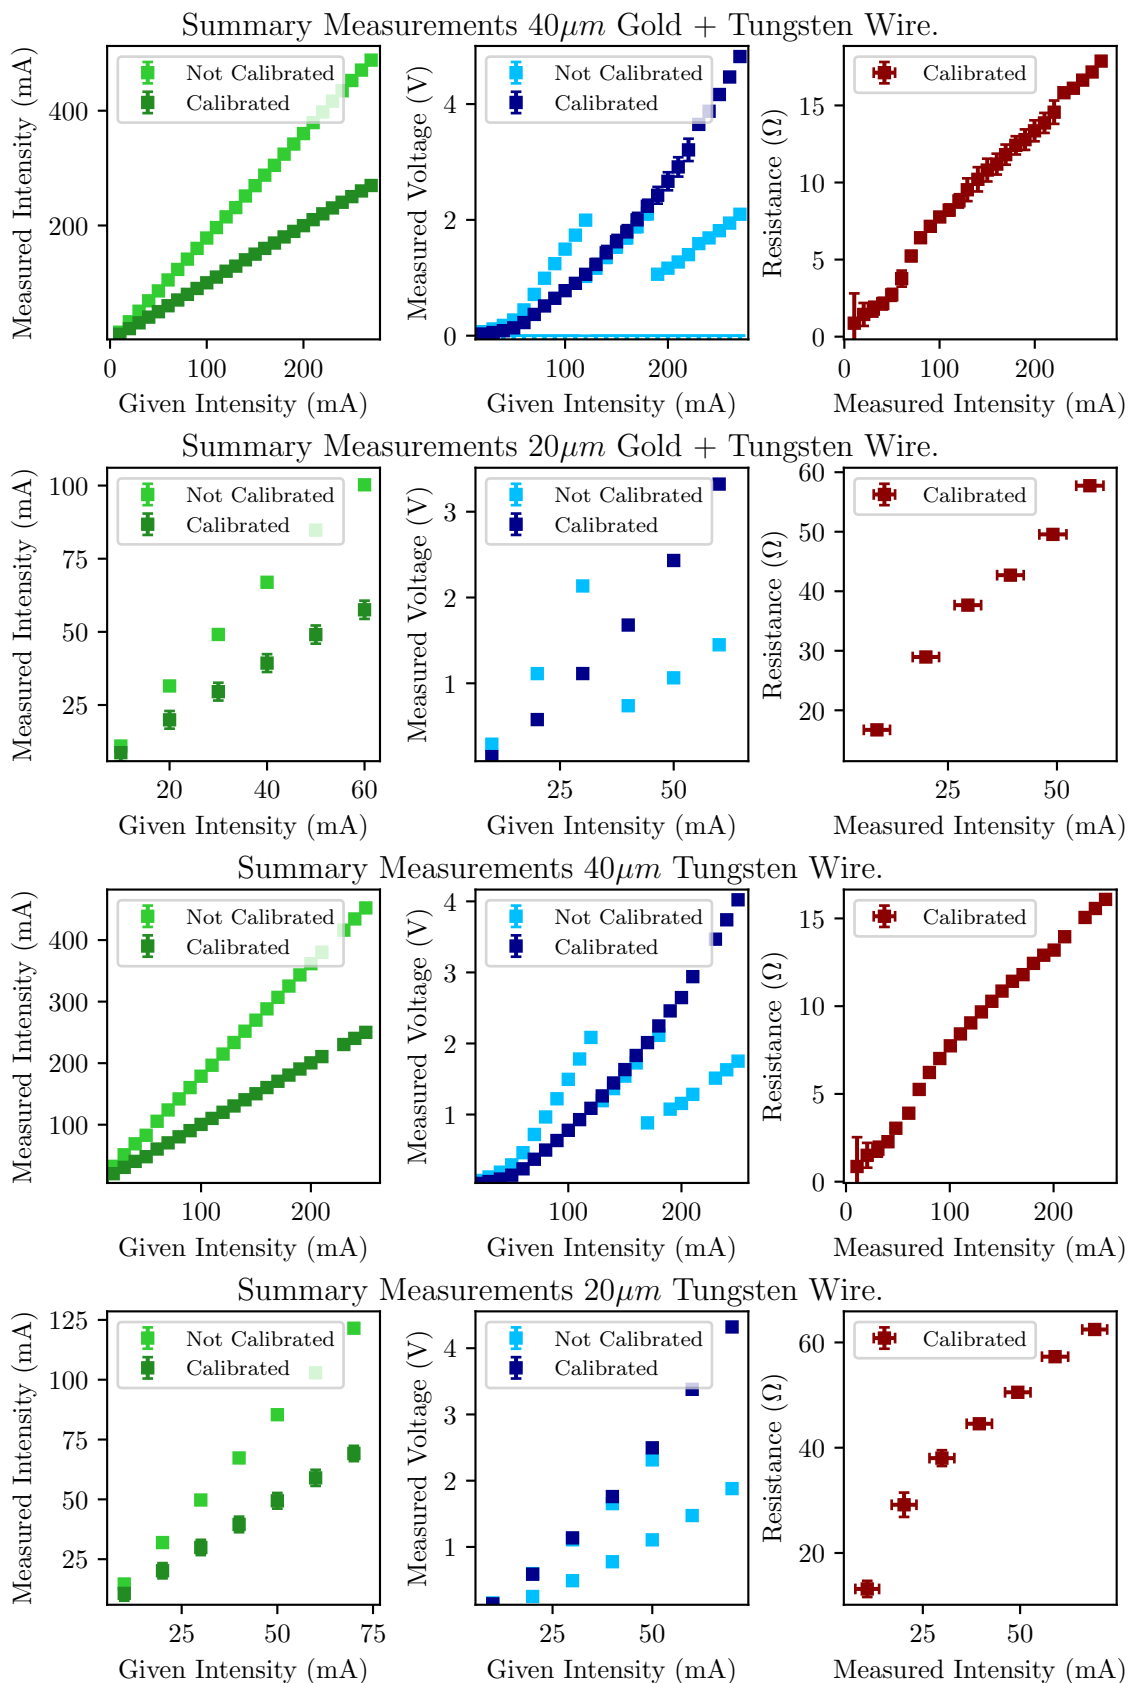 Summary Measurements 40μm Gold + Tungsten Wire.
Measured Intensity (mA)
400
200
0
100
200
Given Intensity (mA)
Not Calibrated
Calibrated
Measured Voltage (V)
4
2
0
100
200
Given Intensity (mA)
Not Calibrated
Calibrated
Resistance (Ω)
15
10
5
0
0
100
200
Measured Intensity (mA)
Calibrated
Summary Measurements 20μm Gold + Tungsten Wire.
Measured Intensity (mA)
100
75
50
25
20
40
60
Given Intensity (mA)
Not Calibrated
Calibrated
Measured Voltage (V)
3
2
1
25
50
Given Intensity (mA)
Not Calibrated
Calibrated
Resistance (Ω)
60
50
40
30
20
25
50
Measured Intensity (mA)
Calibrated
Summary Measurements 40μm Tungsten Wire.
Measured Intensity (mA)
400
300
200
100
100
200
Given Intensity (mA)
Not Calibrated
Calibrated
Measured Voltage (V)
4
3
2
1
100
200
Given Intensity (mA)
Not Calibrated
Calibrated
Resistance (Ω)
15
10
5
0
0
100
200
Measured Intensity (mA)
Calibrated
Summary Measurements 20μm Tungsten Wire.
Measured Intensity (mA)
125
100
75
50
25
25
50
75
Given Intensity (mA)
Not Calibrated
Calibrated
Measured Voltage (V)
4
3
2
1
25
50
Given Intensity (mA)
Not Calibrated
Calibrated
Resistance (Ω)
60
40
20
25
50
Measured Intensity (mA)
Calibrated